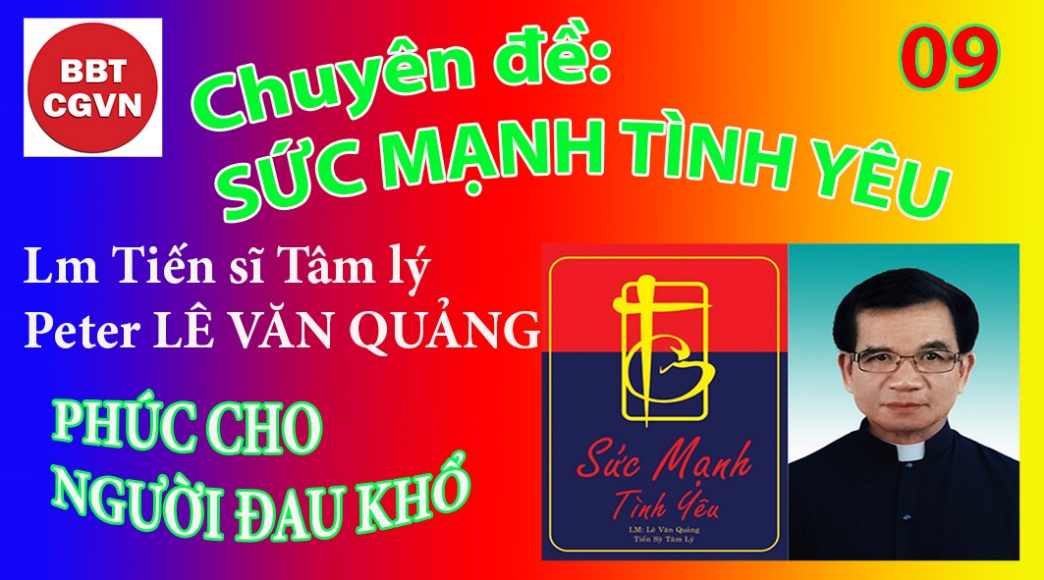 BBT
CGVN
Chuyên đề:
09
SỨC MẠNH TÌNH YÊU
Lm Tiến sĩ Tâm lý
Peter LÊ VĂN QUẢNG
PHÚC CHO
NGƯỜI ĐAU KHỔ
Sức Mạnh
Tình Yêu
LM: Lê Văn Quảng
Tiến Sỹ Tâm Lý